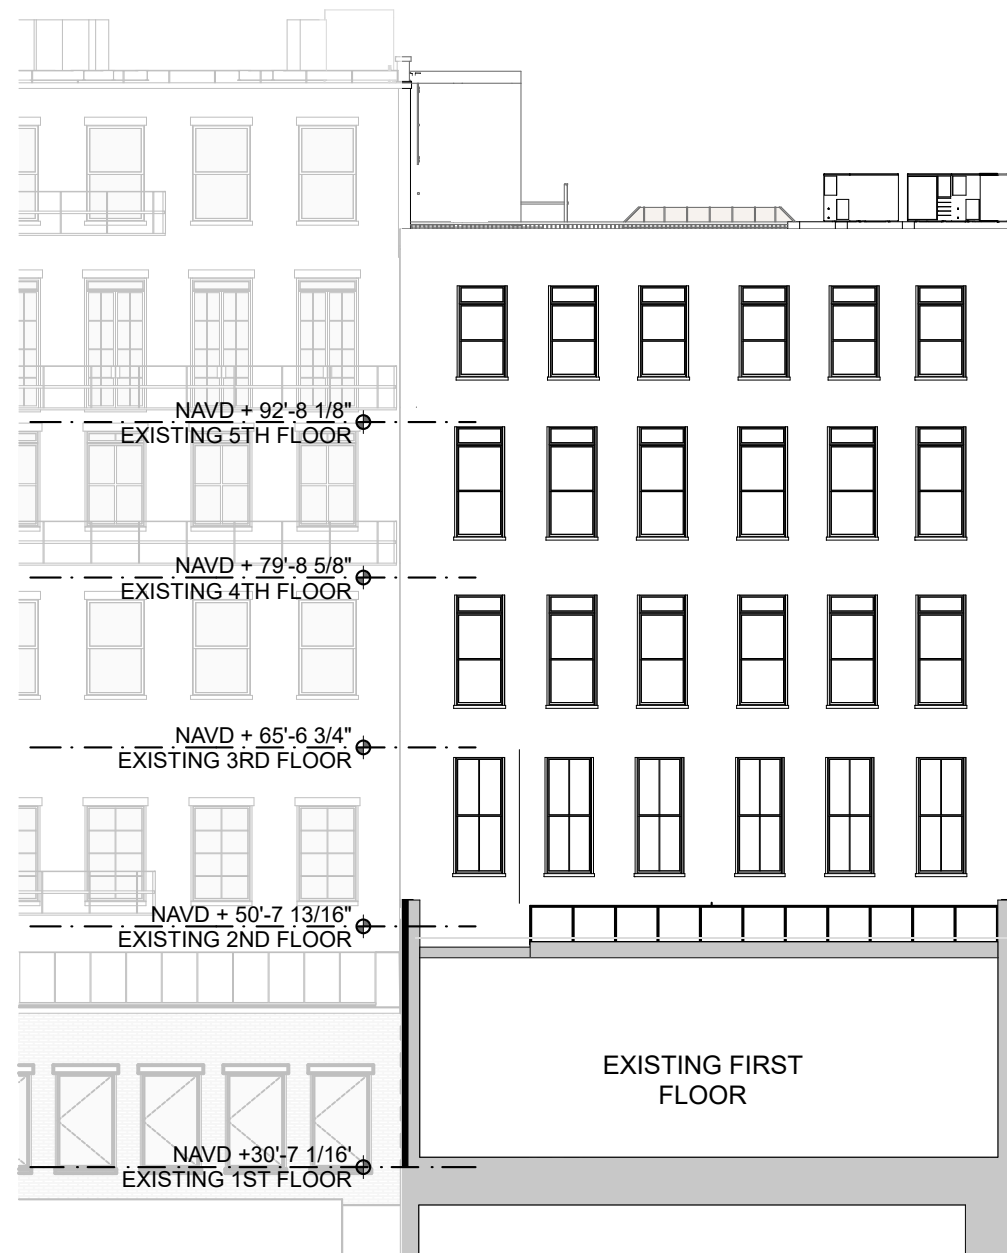 NAVD + 92'-8 1/8"
EXISTING 5TH FLOOR
NAVD + 79'-8 5/8"
EXISTING 4TH FLOOR
NAVD + 65'-6 3/4"
EXISTING 3RD FLOOR
NAVD + 50'-7 13/16"
EXISTING 2ND FLOOR
EXISTING FIRST
FLOOR
NAVD +30'-7 1/16'
EXISTING 1ST FLOOR